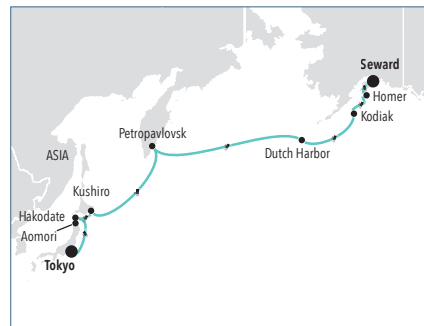 Seward
Homer
Kodiak
Petropavlovsk
Dutch Harbor
ASIA
Kushiro
Hakodate
Aomori
Tokyo